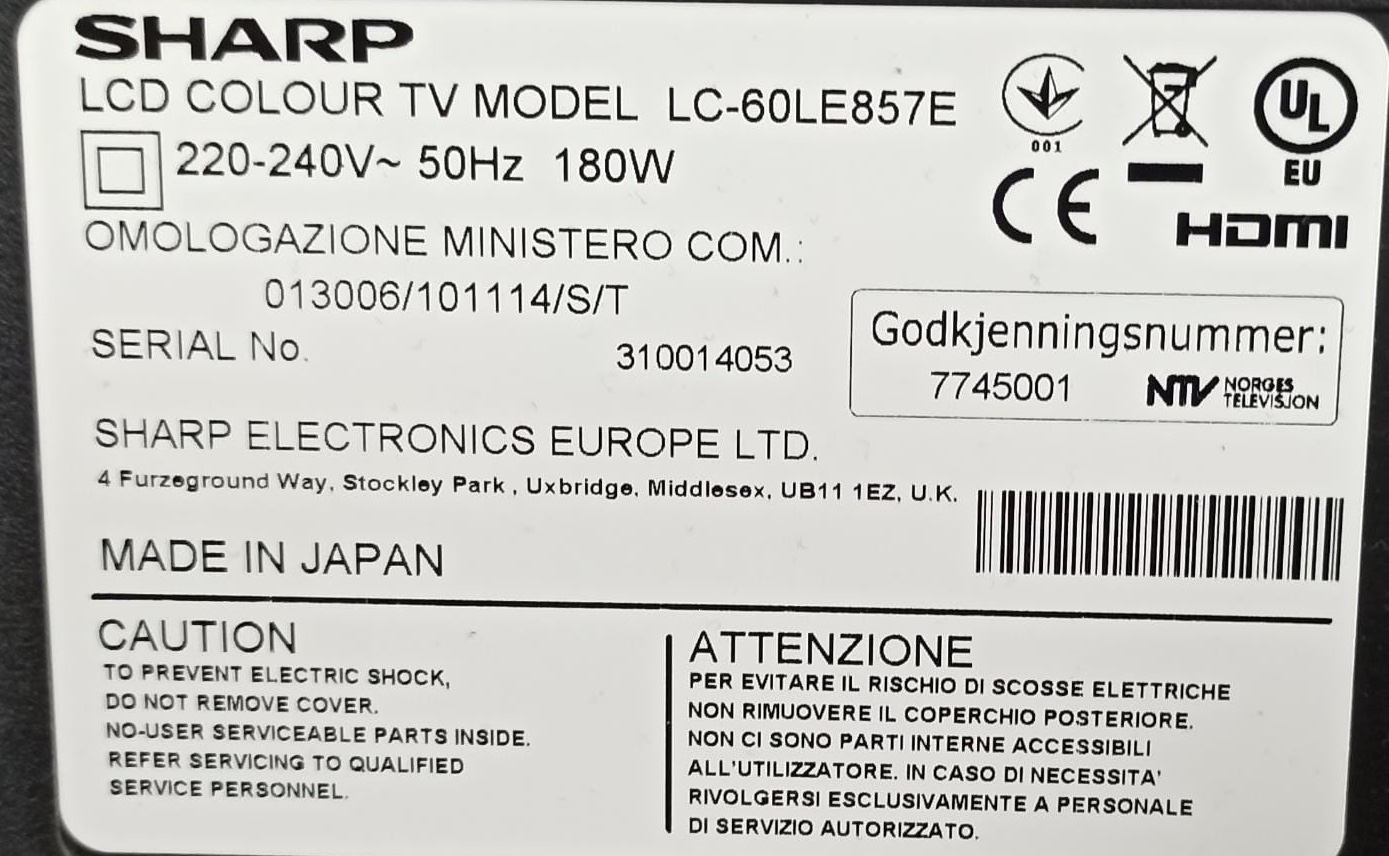 SHARP
LCD COLOUR TV MODEL LC-60LE857E
220-240V~ 50Hz 180W
OMOLOGAZIONE MINISTERO COM.:
013006/101114/S/T
SERIAL No. 310014053
SHARP ELECTRONICS EUROPE LTD.
4 Furzeground Way, Stockley Park , Uxbridge, Middlesex, UB11 1EZ, U.K.
MADE IN JAPAN
001
UL
EU
CE
HDMI
Godkjenningsnummer:
7745001 NTV NORGES
TELEVISJON
CAUTION
TO PREVENT ELECTRIC SHOCK,
DO NOT REMOVE COVER.
NO-USER SERVICEABLE PARTS INSIDE.
REFER SERVICING TO QUALIFIED
SERVICE PERSONNEL.
ATTENZIONE
PER EVITARE IL RISCHIO DI SCOSSE ELETTRICHE
NON RIMUOVERE IL COPERCHIO POSTERIORE.
NON CI SONO PARTI INTERNE ACCESSIBILI
ALL'UTILIZZATORE. IN CASO DI NECESSITA'
RIVOLGERSI ESCLUSIVAMENTE A PERSONALE
DI SERVIZIO AUTORIZZATO.